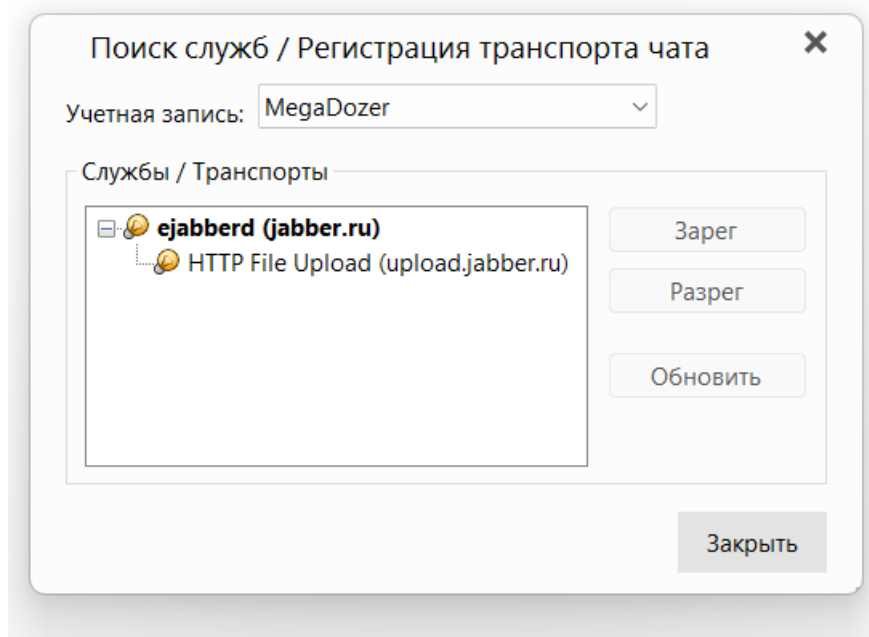 Поиск служб / Регистрация транспорта чата
Учетная запись: MegaDozer
Службы / Транспорты
ejabberd (jabber.ru)
Зарег
HTTP File Upload (upload.jabber.ru)
Разрег
Обновить
Закрыть